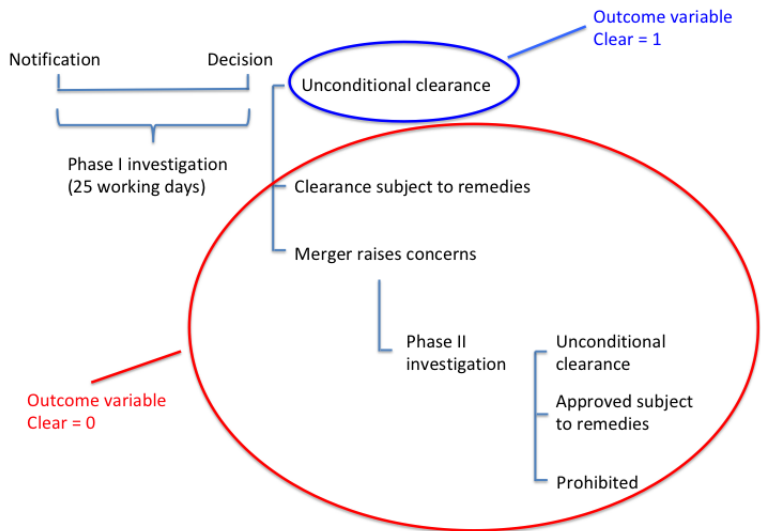 Outcome variable
Clear = 1
Notification
Decision
Unconditional clearance
Phase I investigation
(25 working days)
Clearance subject to remedies
Merger raises concerns
Phase II
investigation
Unconditional
clearance
Approved subject
to remedies
Prohibited
Outcome variable
Clear = 0